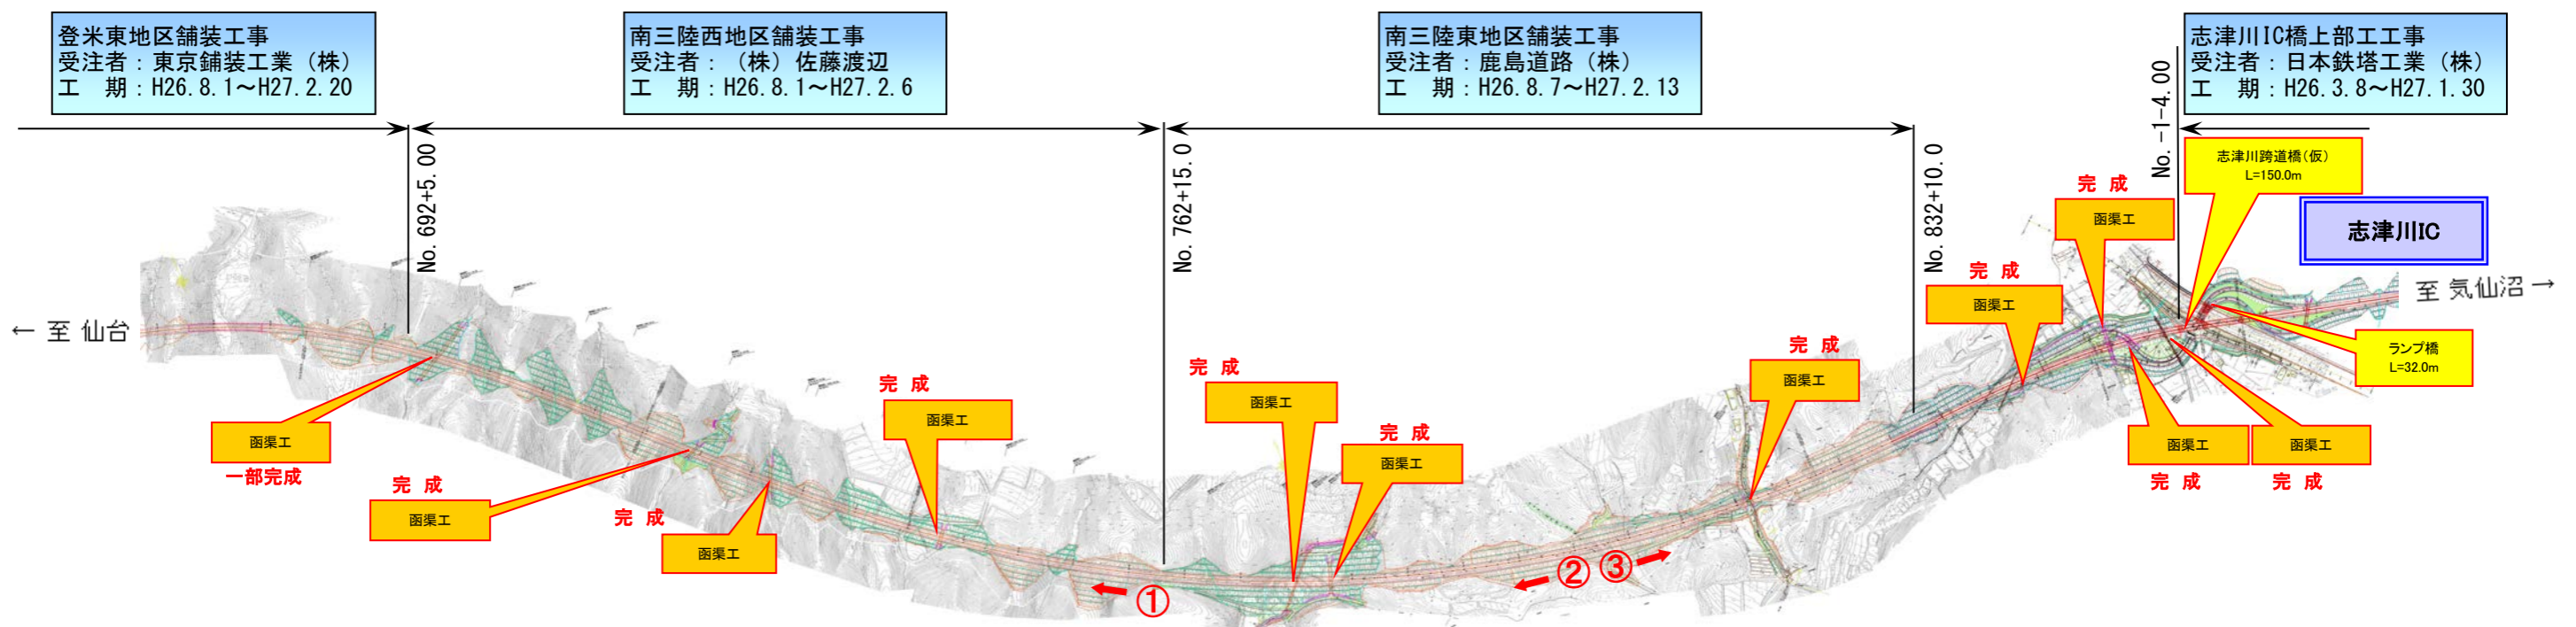 登米東地区舗装工事
受注者：東京鋪装工業（株）
工　期：H26.8.1～H27.2.20
南三陸西地区舗装工事
受注者：（株）佐藤渡辺
工　期：H26.8.1～H27.2.6
南三陸東地区舗装工事
受注者：鹿島道路（株）
工　期：H26.8.7～H27.2.13
志津川IC橋上部工工事
受注者：日本鉄塔工業（株）
工　期：H26.3.8～H27.1.30
No. 692+5. 00
No. 762+15. 0
No. 832+10. 0
No. -1-4. 00
志津川跨道橋（仮）
L=150.0m
志津川IC
至 気仙沼 →
← 至 仙台
ランプ橋
L=32.0m
函渠工
一部完成
完 成
函渠工
完 成
函渠工
完 成
函渠工
完 成
函渠工
完 成
函渠工
完 成
函渠工
完 成
函渠工
完 成
函渠工
函渠工
完 成
函渠工
完 成
①
②
③